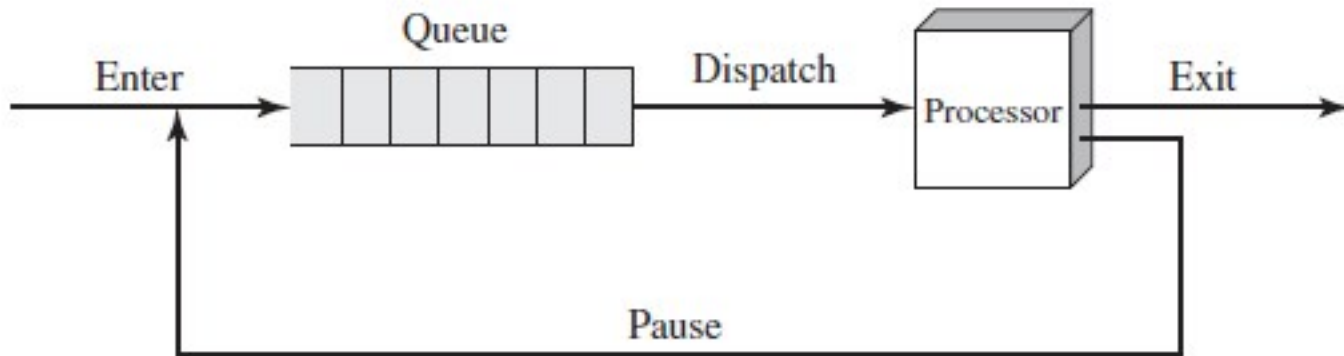 Queue
Enter
Dispatch
Processor
Exit
Pause